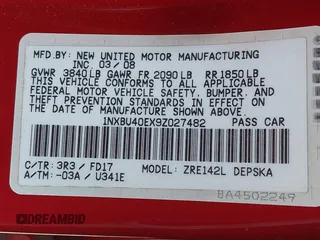 MFD.BY: NEW UNITED MOTOR MANUFACTURING
INC. 03/08
GVWR 3840LB GAWR FR 2090LB RR1850LB
THIS VEHICLE CONFORMS TO ALL APPLICABLE
FEDERAL MOTOR VEHICLE SAFETY, BUMPER, AND
THEFT PREVENTION STANDARDS IN EFFECT ON THE
DATE OF MANUFACTURE SHOWN ABOVE.
1NXBU40EX9Z027482 PASS CAR
C/TR: 3R3 / FD17 MODEL: ZRE142L DEPSKA
A/TM: -03A / U341E
BA4502249
DREAMBID